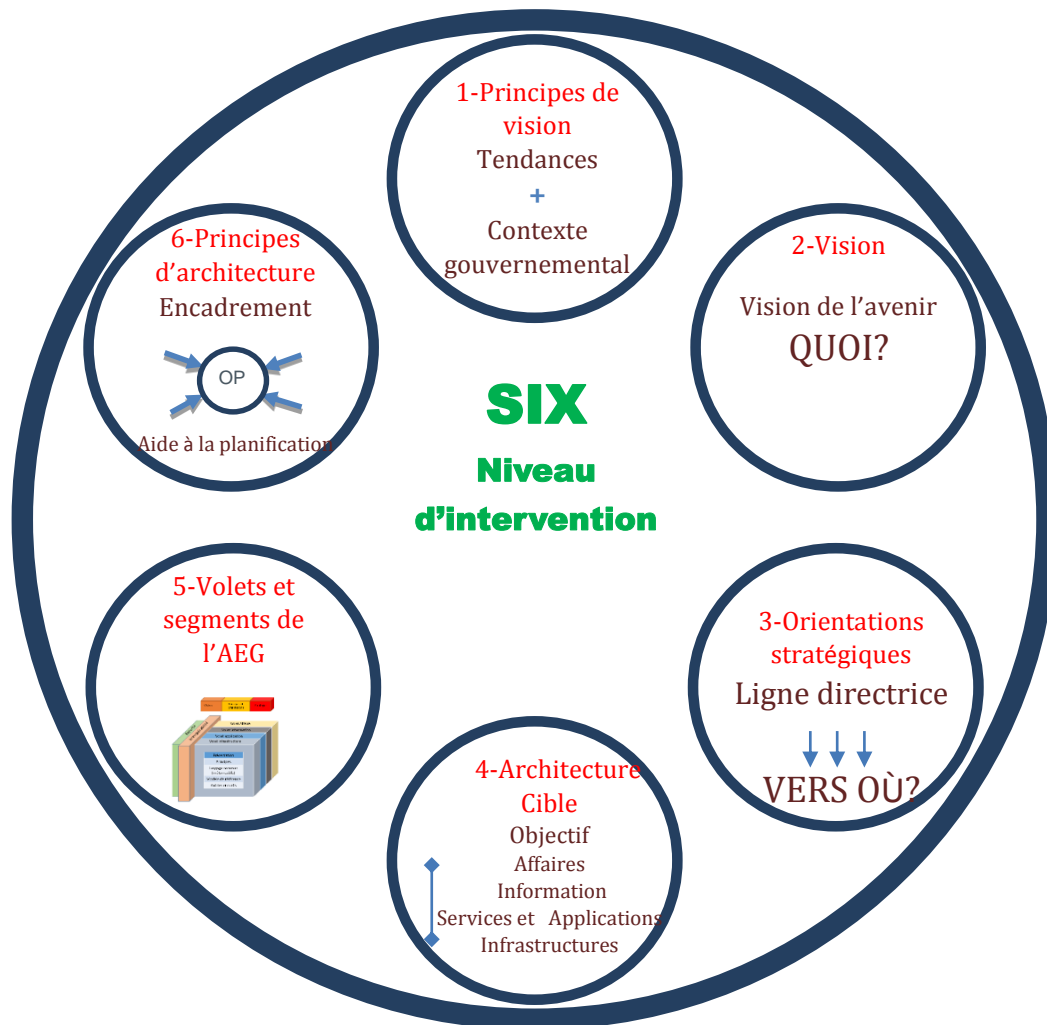 1-Principes de
vision
Tendances
+
Contexte
gouvernemental
2-Vision
Vision de l’avenir
QUOI?
3-Orientations
stratégiques
Ligne directrice
VERS OÙ?
4-Architecture
Cible
Objectif
Affaires
Information
Services et Applications
Infrastructures
5-Volets et
segments de
l’AEG
6-Principes
d’architecture
Encadrement
OP
Aide à la planification
SIX
Niveau
d’intervention